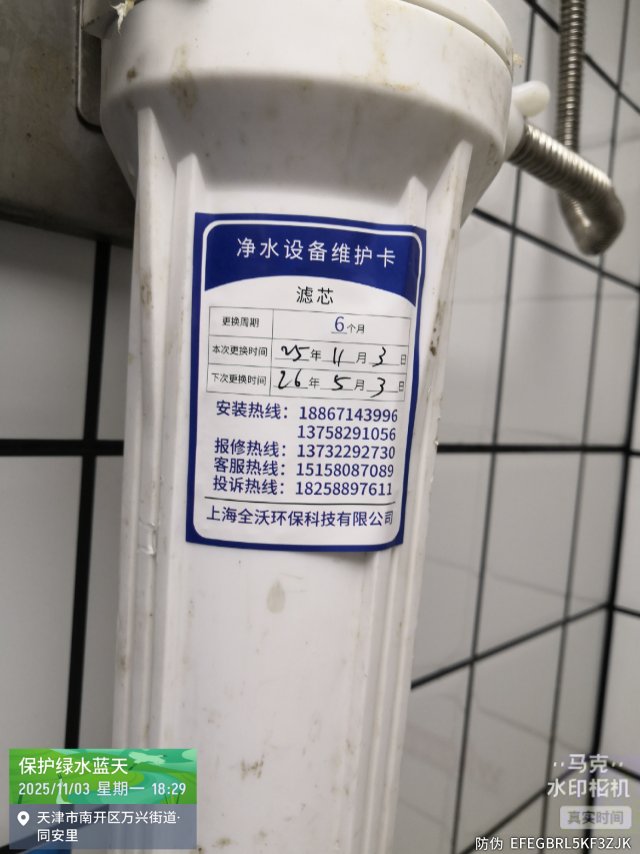 净水设备维护卡
滤芯
更换周期 6个月
本次更换时间 25年 11月 3日
下次更换时间 26年 5月 3日
安装热线：18867143996
13758291056
报修热线：13732292730
客服热线：15158087089
投诉热线：18258897611
上海全沃环保科技有限公司
保护绿水蓝天
2025/11/03 星期一 18:29
天津市南开区万兴街道·
同安里
马克
水印相机
真实时间
防伪 EFEGBRL5KF3ZJK